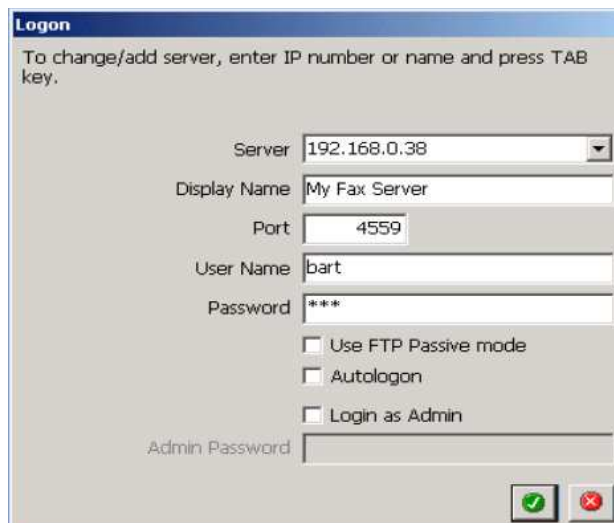 Logon
To change/add server, enter IP number or name and press TAB
key.
Server 192.168.0.38
Display Name My Fax Server
Port 4559
User Name bart
Password ***
Use FTP Passive mode
Autologon
Login as Admin
Admin Password